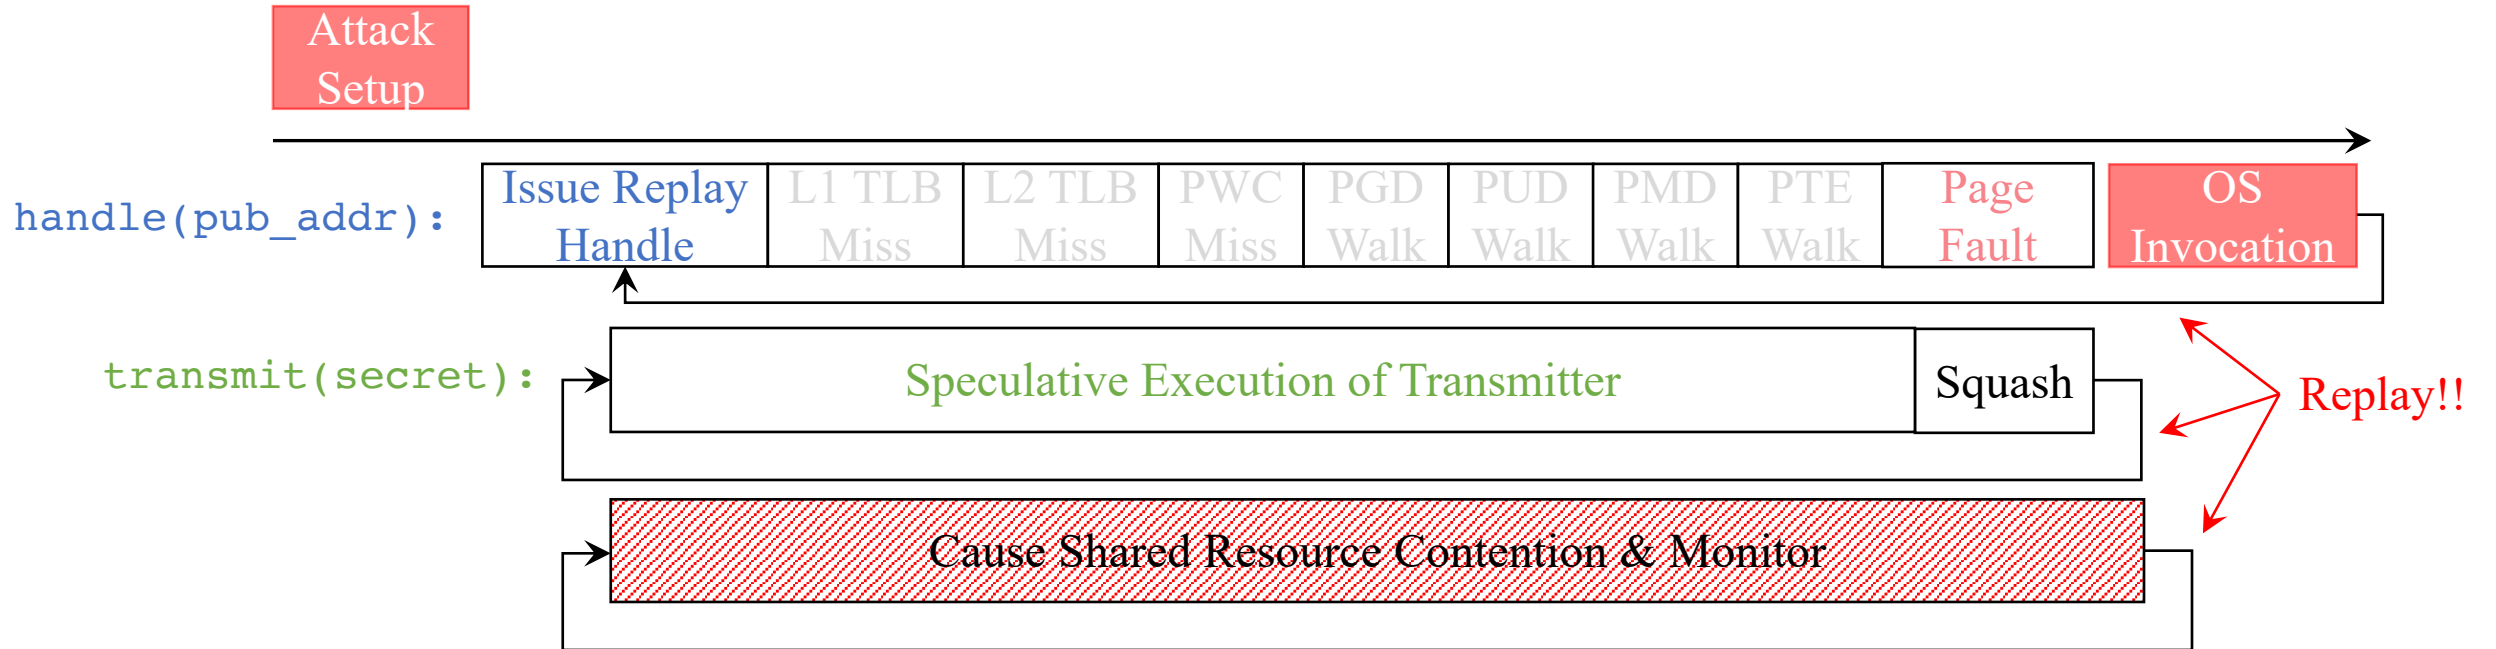 Attack
Setup
handle(pub_addr):
Issue Replay
Handle
L1 TLB
Miss
L2 TLB
Miss
PWC
Miss
PGD
Walk
PUD
Walk
PMD
Walk
PTE
Walk
Page
Fault
OS
Invocation
transmit(secret):
Speculative Execution of Transmitter
Squash
Replay!!
Cause Shared Resource Contention & Monitor